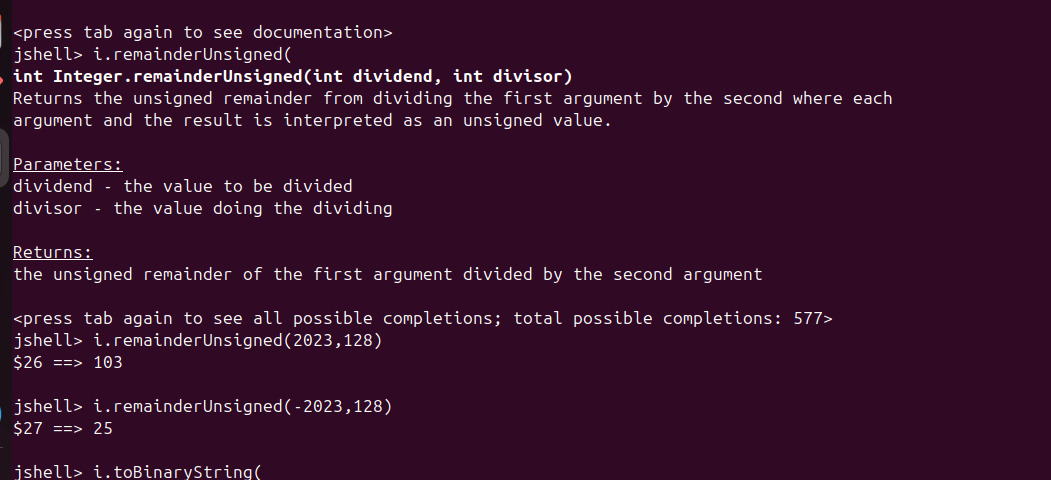 <press tab again to see documentation>
jshell> i.remainderUnsigned(
int Integer.remainderUnsigned(int dividend, int divisor)
Returns the unsigned remainder from dividing the first argument by the second where each
argument and the result is interpreted as an unsigned value.
Parameters:
dividend - the value to be divided
divisor - the value doing the dividing
Returns:
the unsigned remainder of the first argument divided by the second argument
<press tab again to see all possible completions; total possible completions: 577>
jshell> i.remainderUnsigned(2023,128)
$26 ==> 103
jshell> i.remainderUnsigned(-2023,128)
$27 ==> 25
jshell> i.toBinaryString(